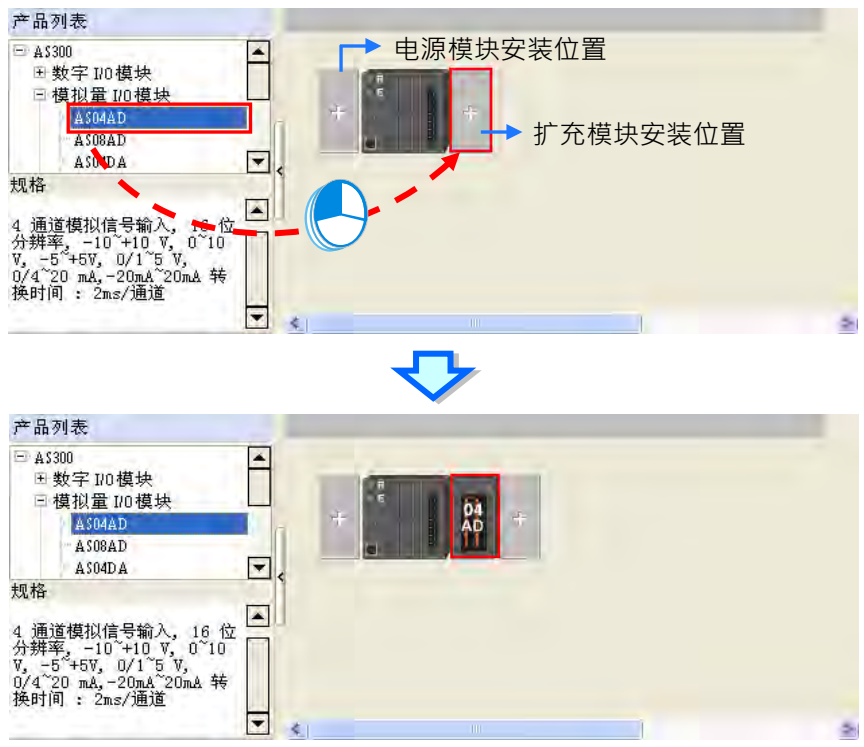 产品列表
AS300
数字 I/O模块
模拟量 I/O模块
AS04AD
AS08AD
AS04DA
规格
4 通道模拟信号输入, 16 位
分辨率, -10~+10 V, 0~10
V, -5~+5V, 0/1~5 V,
0/4~20 mA,-20mA~20mA 转
换时间 : 2ms/通道
电源模块安装位置
R
E
+
+
扩充模块安装位置
产品列表
AS300
数字 I/O模块
模拟量 I/O模块
AS04AD
AS08AD
AS04DA
规格
4 通道模拟信号输入, 16 位
分辨率, -10~+10 V, 0~10
V, -5~+5V, 0/1~5 V,
0/4~20 mA,-20mA~20mA 转
换时间 : 2ms/通道
R
E
+
04
AD
+